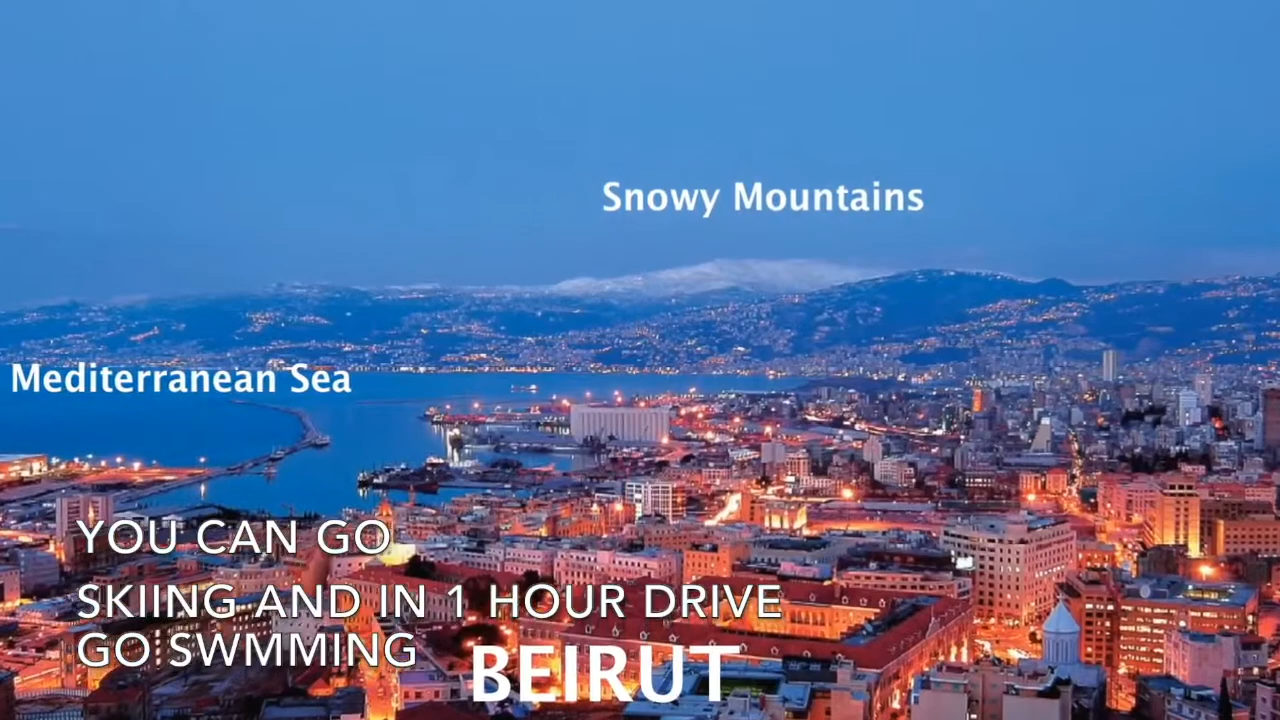 Snowy Mountains
Mediterranean Sea
YOU CAN GO
SKIING AND IN 1 HOUR DRIVE
GO SWMMING
BEIRUT